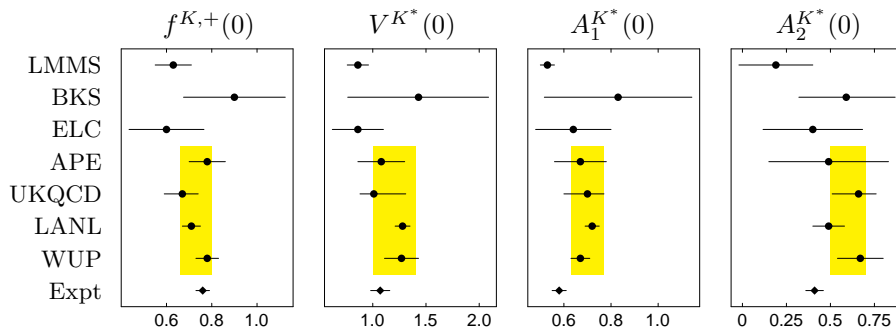 f^{K,+}(0) V^{K^*}(0) A_1^{K^*}(0) A_2^{K^*}(0)
LMMS
BKS
ELC
APE
UKQCD
LANL
WUP
Expt
0.6 0.8 1.0 1.0 1.5 2.0 0.6 0.8 1.0 0 0.25 0.5 0.75